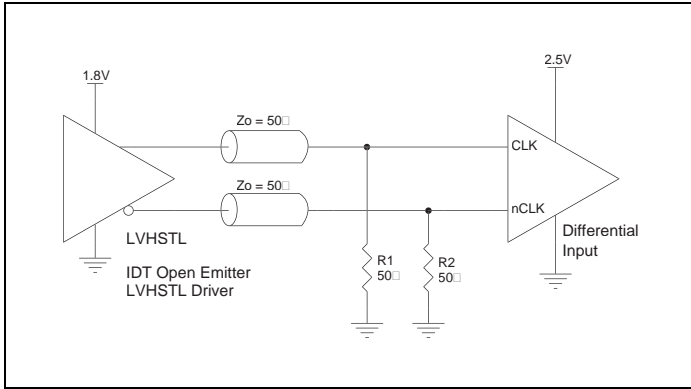 1.8V
2.5V
Zo = 50□
CLK
Zo = 50□
nCLK
LVHSTL
Differential
Input
IDT Open Emitter
LVHSTL Driver
R1
50□
R2
50□